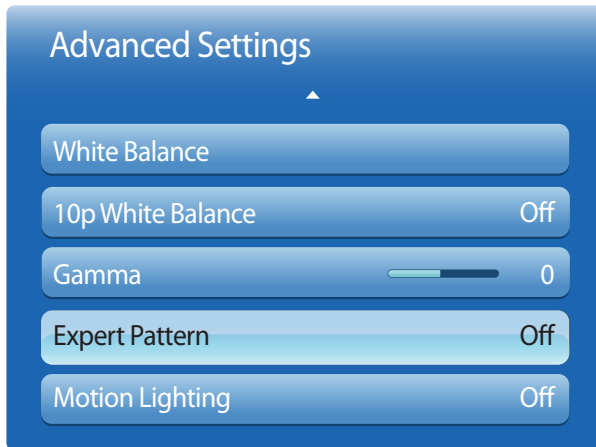 Advanced Settings
White Balance
10p White Balance Off
Gamma 0
Expert Pattern Off
Motion Lighting Off